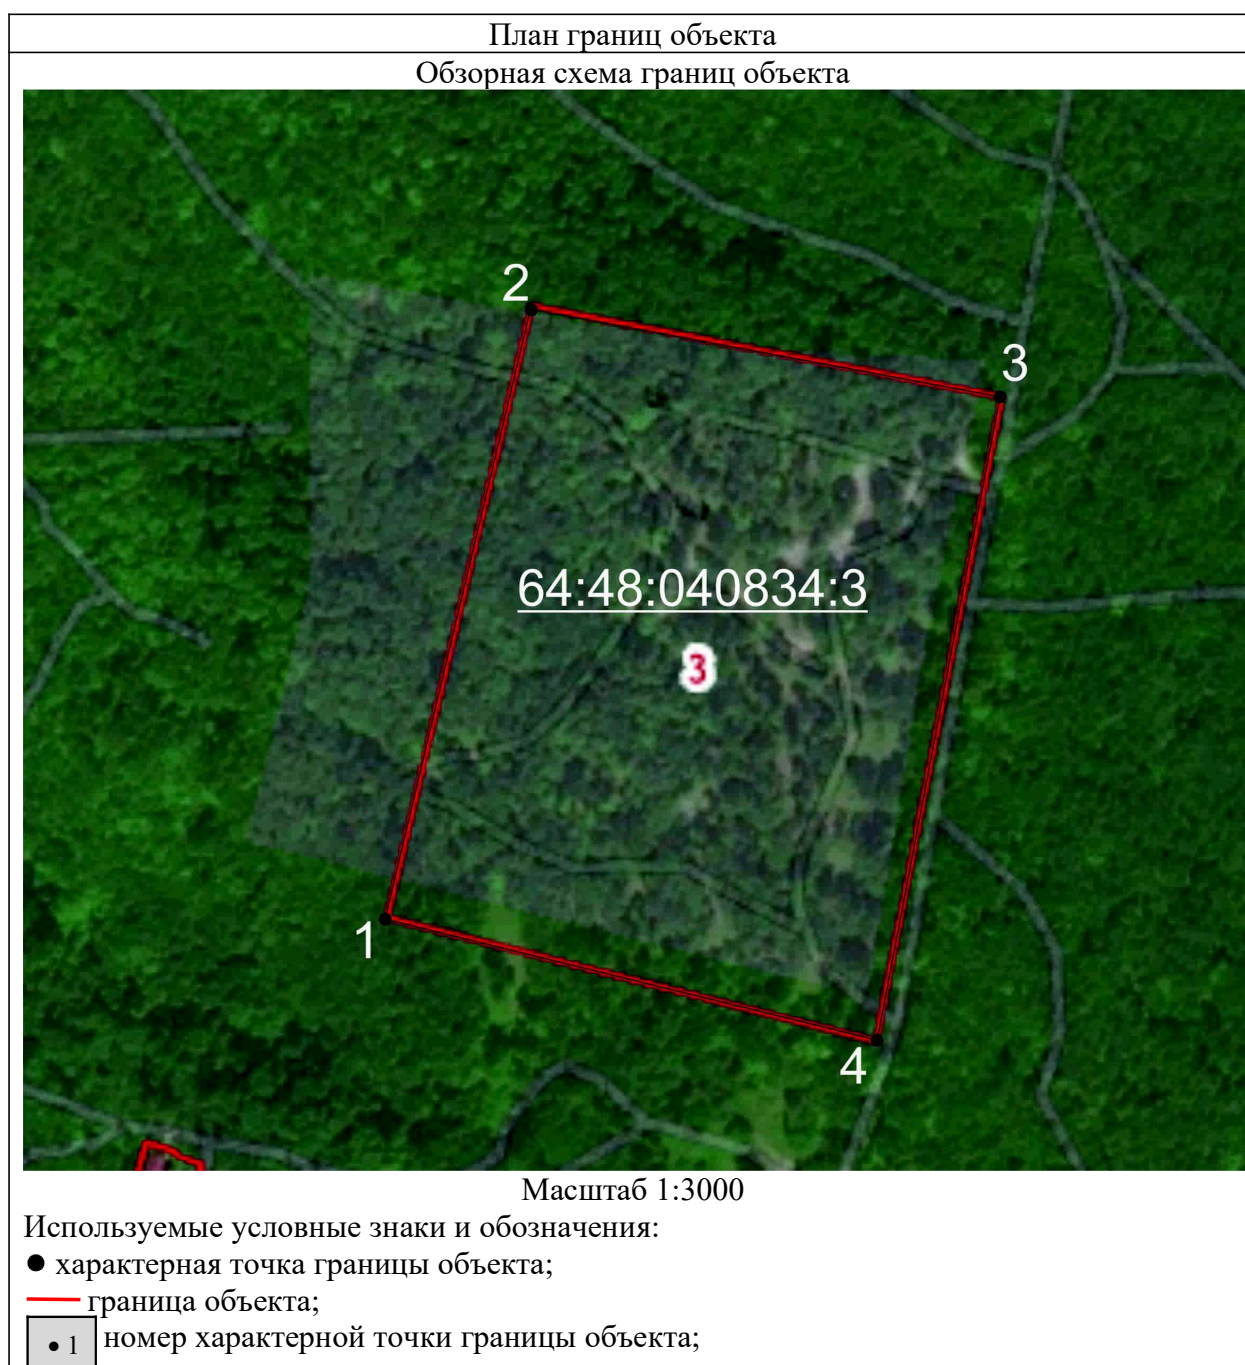 План границ объекта
Обзорная схема границ объекта
2
3
64:48:040834:3
3
1
4
Масштаб 1:3000
Используемые условные знаки и обозначения:
● характерная точка границы объекта;
граница объекта;
• 1 номер характерной точки границы объекта;